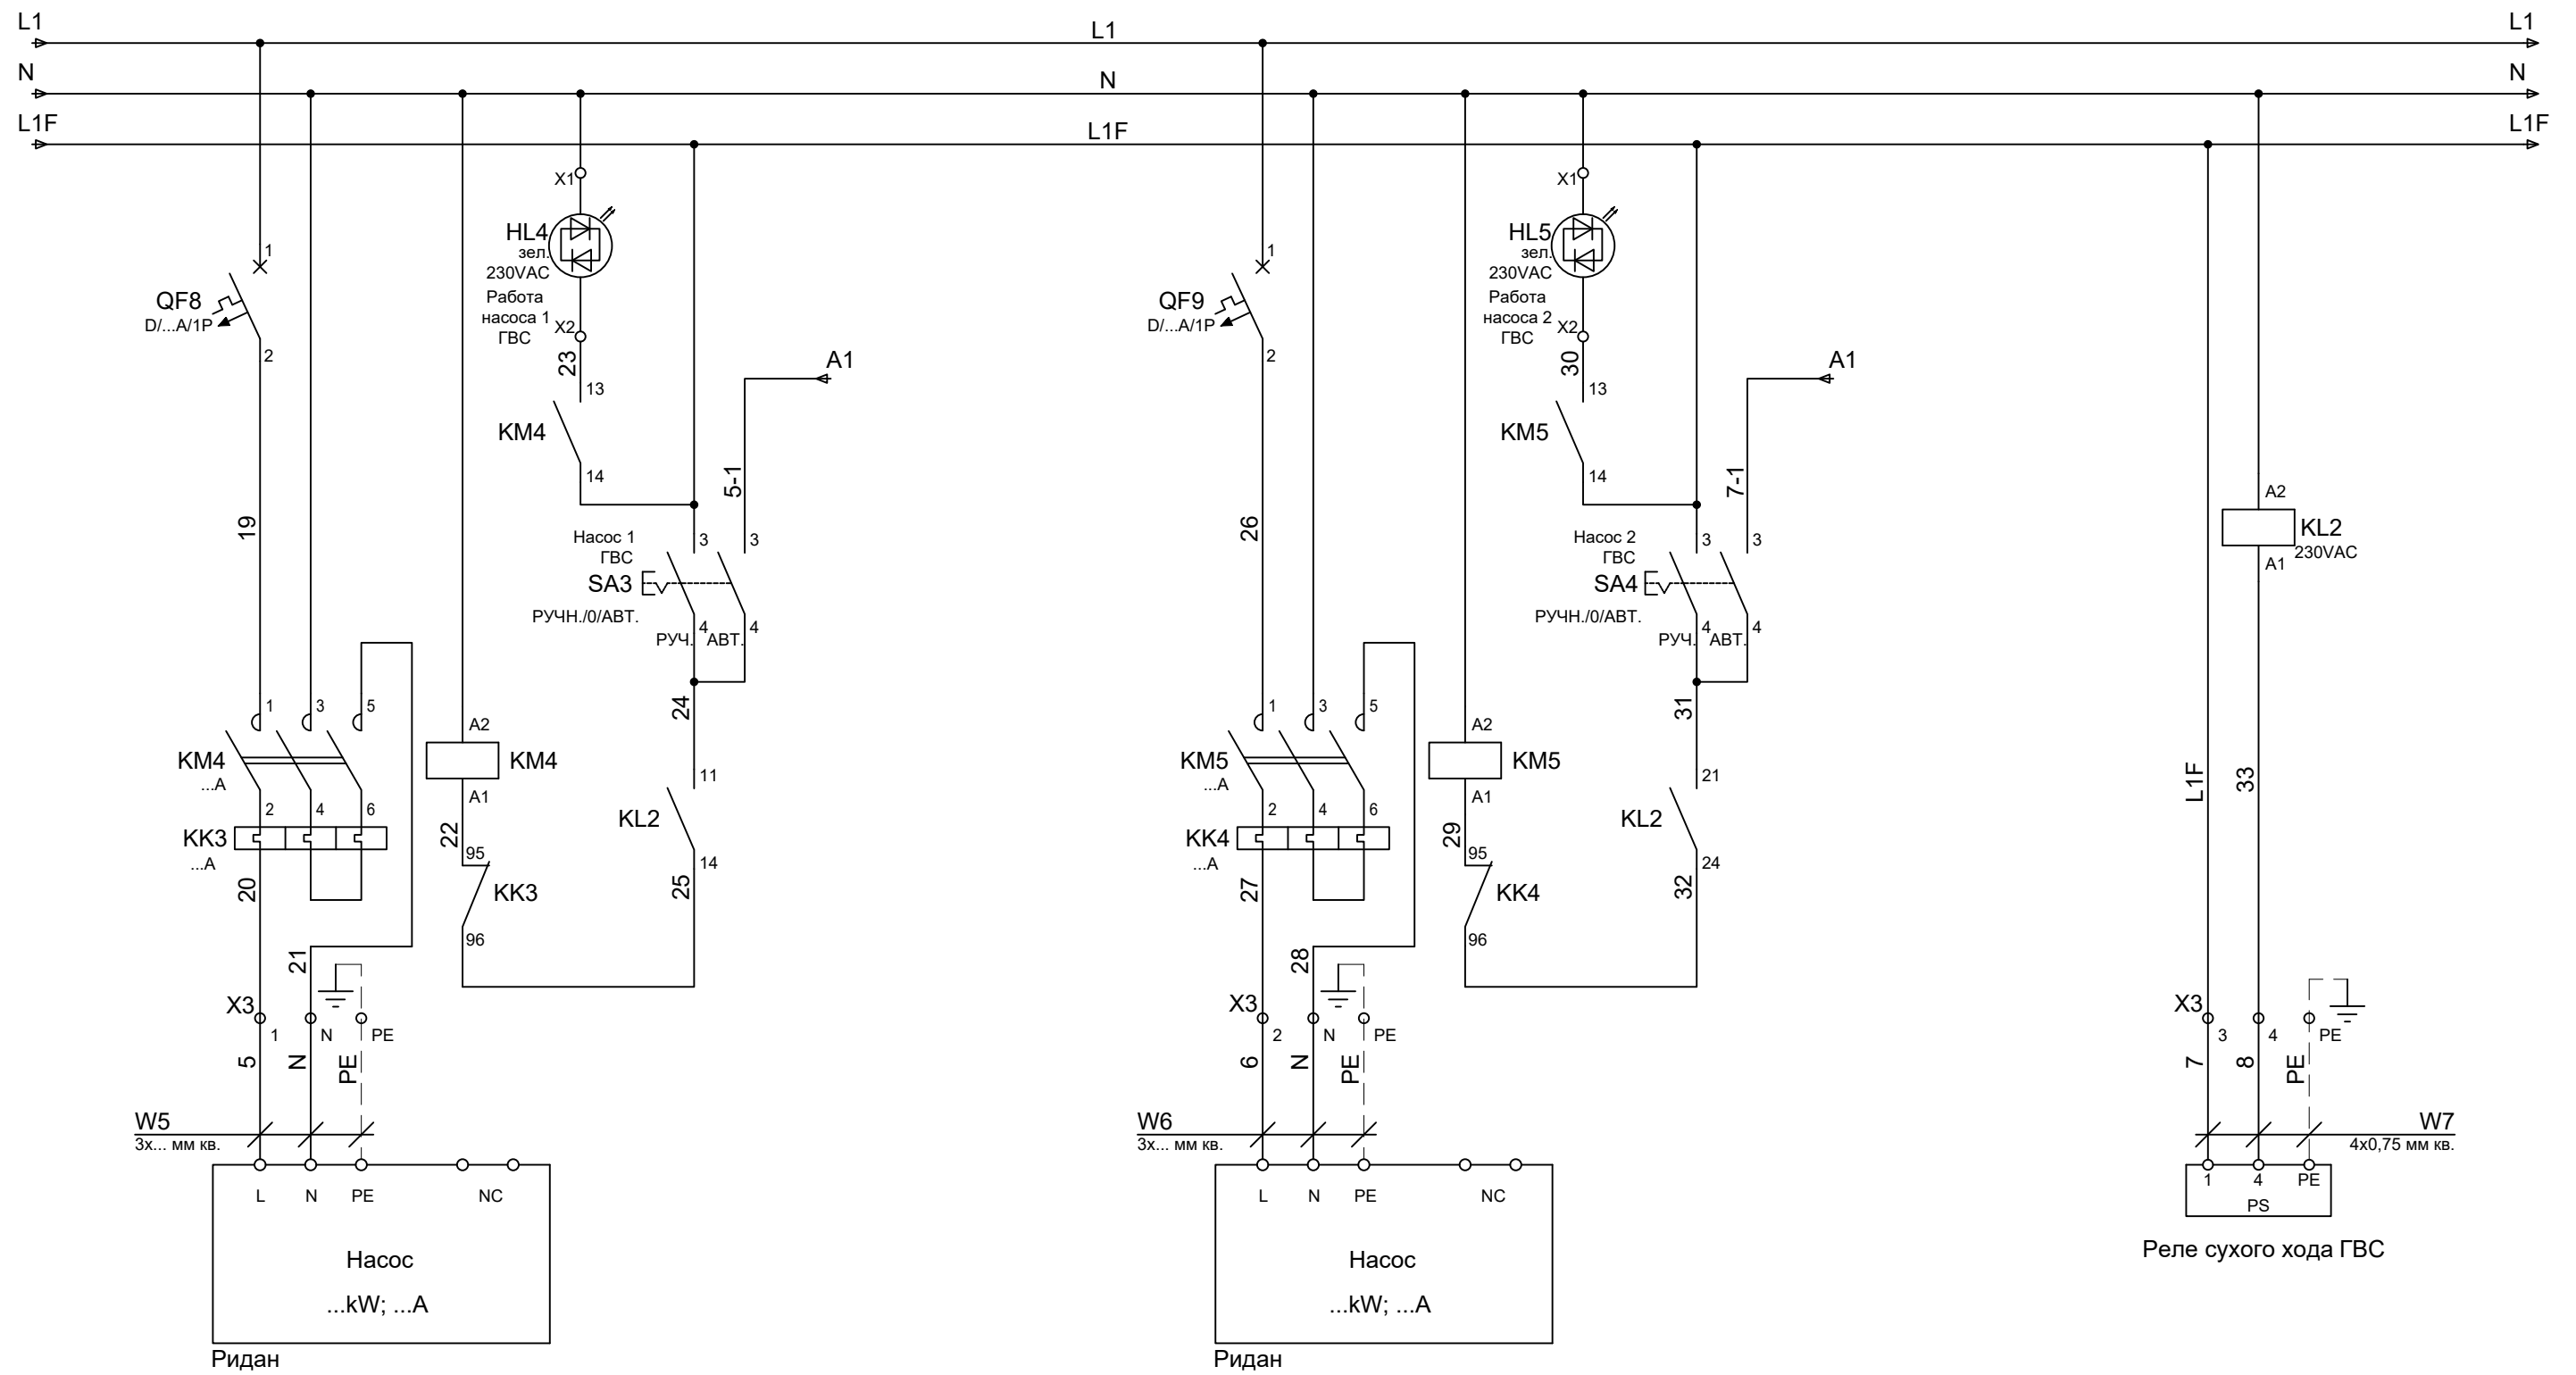 L1
L1
L1
N
N
N
L1F
L1F
L1F
X1
HL4
зел.
230VAC
Работа
насоса 1
ГВС
X2
23
13
KM4
14
QF8
D/...A/1P
1
2
19
A1
5-1
Насос 1
ГВС
SA3
РУЧН./0/АВТ.
3
3
4
4
РУЧ.
АВТ.
24
11
KL2
14
25
1
3
5
KM4
...A
2
4
6
KK3
...A
20
A2
KM4
A1
22
95
KK3
96
21
X3
1
N
PE
5
N
PE
W5
3x... мм кв.
L
N
PE
NC
Насос
...kW; ...A
Ридан
X1
HL5
зел.
230VAC
Работа
насоса 2
ГВС
X2
30
13
KM5
14
QF9
D/...A/1P
1
2
26
A1
7-1
Насос 2
ГВС
SA4
РУЧН./0/АВТ.
3
3
4
4
РУЧ.
АВТ.
31
21
KL2
24
32
1
3
5
KM5
...A
2
4
6
KK4
...A
27
A2
KM5
A1
29
95
KK4
96
28
X3
2
N
PE
6
N
PE
W6
3x... мм кв.
L
N
PE
NC
Насос
...kW; ...A
Ридан
A2
KL2
230VAC
A1
L1F
33
X3
3
4
PE
7
8
PE
W7
4x0,75 мм кв.
1
4
PE
PS
Реле сухого хода ГВС